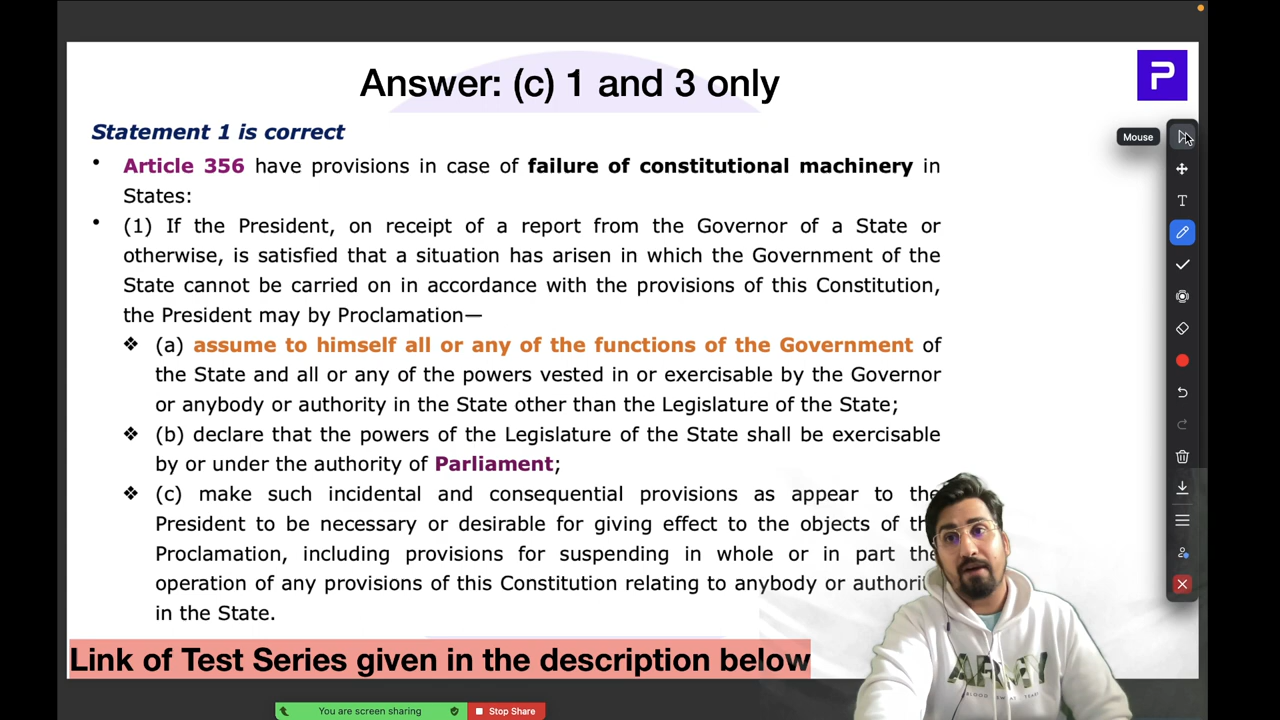 Answer: (c) 1 and 3 only
P
Statement 1 is correct
Mouse
• Article 356 have provisions in case of failure of constitutional machinery in
States:
• (1) If the President, on receipt of a report from the Governor of a State or
otherwise, is satisfied that a situation has arisen in which the Government of the
State cannot be carried on in accordance with the provisions of this Constitution,
the President may by Proclamation—
❖ (a) assume to himself all or any of the functions of the Government of
the State and all or any of the powers vested in or exercisable by the Governor
or anybody or authority in the State other than the Legislature of the State;
❖ (b) declare that the powers of the Legislature of the State shall be exercisable
by or under the authority of Parliament;
❖ (c) make such incidental and consequential provisions as appear to the
President to be necessary or desirable for giving effect to the objects of th
Proclamation, including provisions for suspending in whole or in part the
operation of any provisions of this Constitution relating to anybody or authorit
in the State.
Link of Test Series given in the description below
ARMY
You are screen sharing
Stop Share